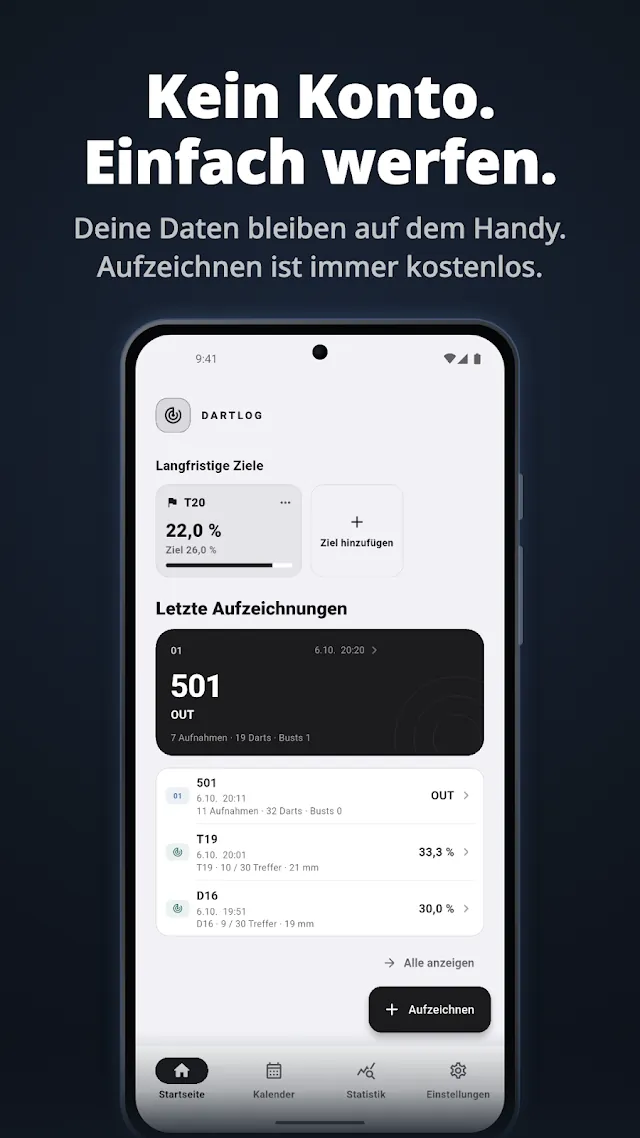 Kein Konto.
Einfach werfen.
Deine Daten bleiben auf dem Handy.
Aufzeichnen ist immer kostenlos.
9:41
DARTLOG
Langfristige Ziele
T20 ···
22,0 %
Ziel 26,0 %
Ziel hinzufügen
Letzte Aufzeichnungen
01 6.10. 20:20
501
OUT
7 Aufnahmen · 19 Darts · Busts 1
501
01 6.10. 20:11 OUT
11 Aufnahmen · 32 Darts · Busts 0
T19
6.10. 20:01 33,3 %
T19 · 10 / 30 Treffer · 21 mm
D16
6.10. 19:51 30,0 %
D16 · 9 / 30 Treffer · 19 mm
Alle anzeigen
Aufzeichnen
Startseite Kalender Statistik Einstellungen